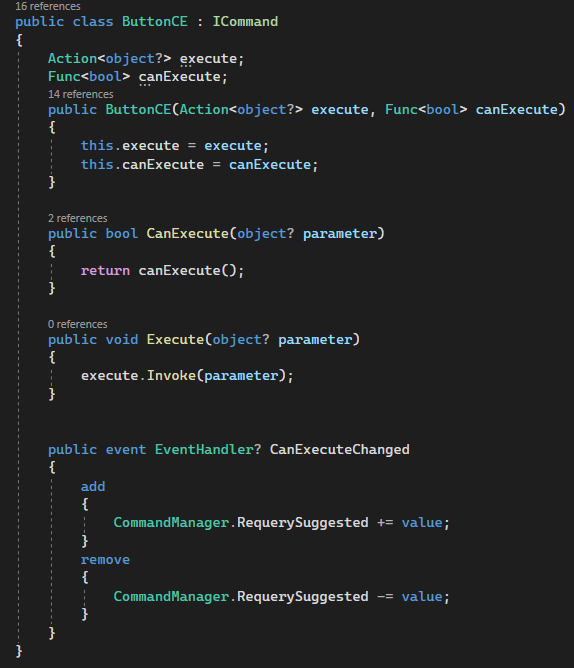 16 references
public class ButtonCE : ICommand
{
Action<object?> execute;
Func<bool> canExecute;
14 references
public ButtonCE(Action<object?> execute, Func<bool> canExecute)
{
this.execute = execute;
this.canExecute = canExecute;
}
2 references
public bool CanExecute(object? parameter)
{
return canExecute();
}
0 references
public void Execute(object? parameter)
{
execute.Invoke(parameter);
}
public event EventHandler? CanExecuteChanged
{
add
{
CommandManager.RequerySuggested += value;
}
remove
{
CommandManager.RequerySuggested -= value;
}
}
}